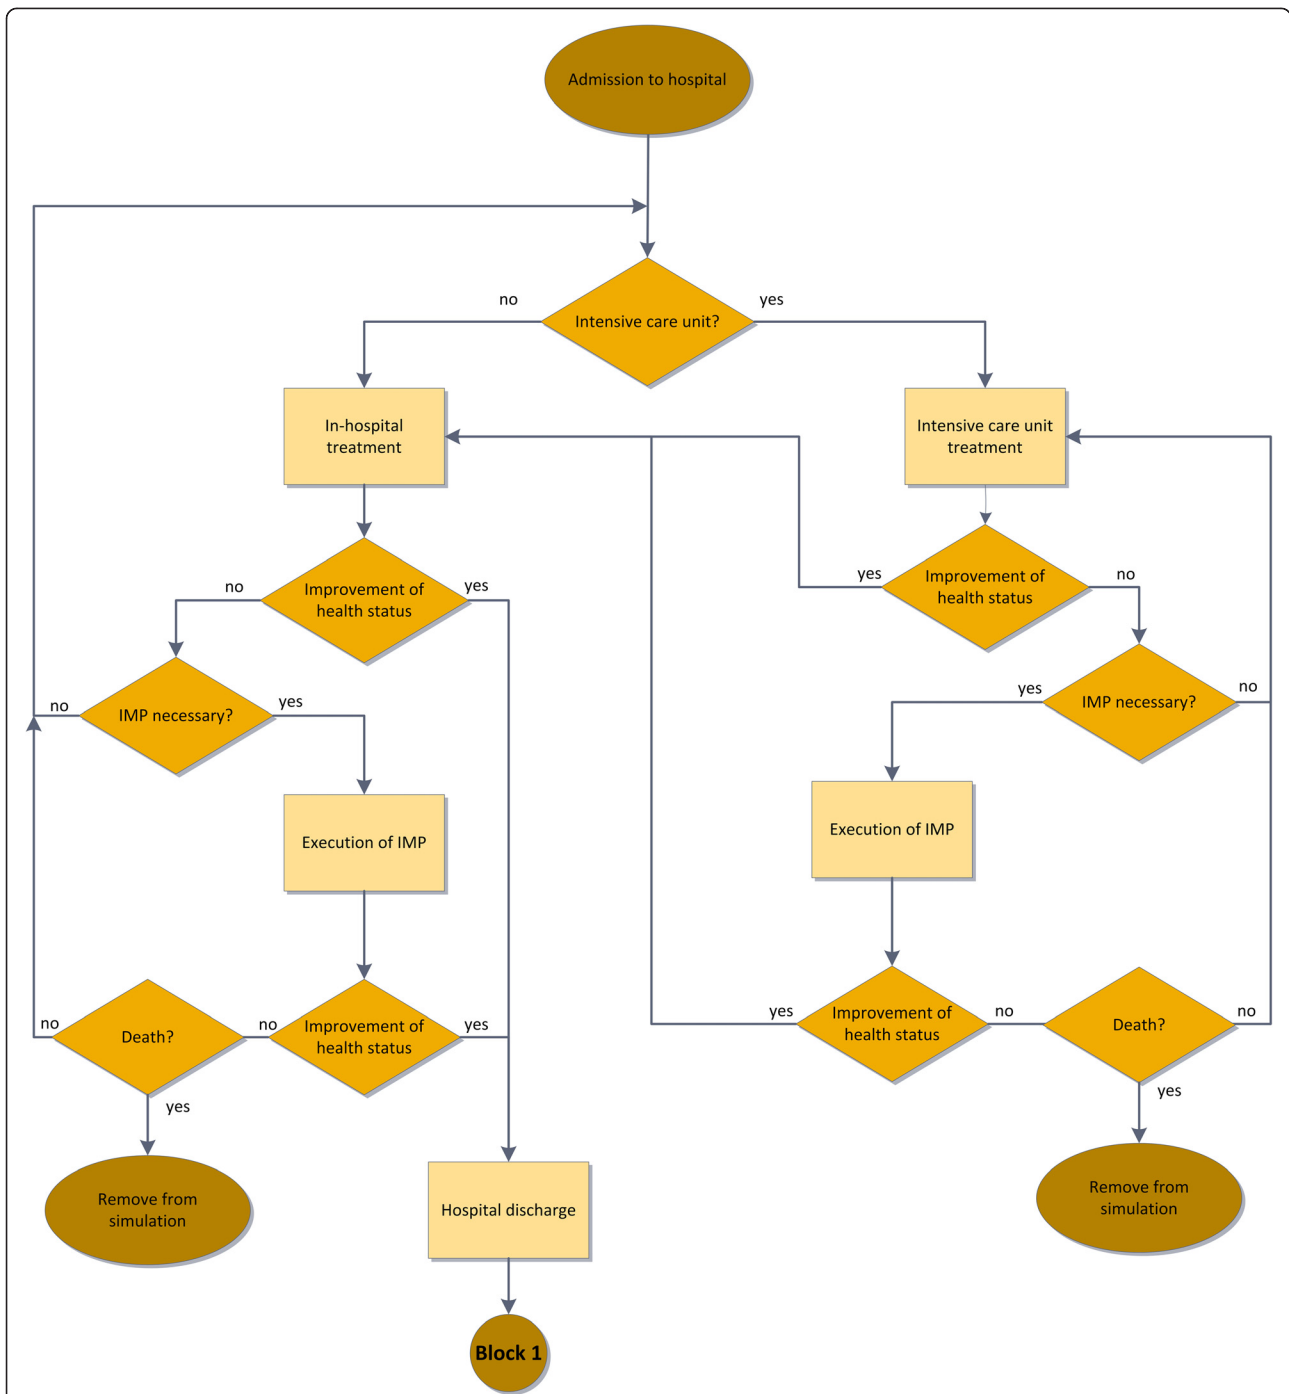 Admission to hospital
no
yes
Intensive care unit?
In-hospital
treatment
Intensive care unit
treatment
no
Improvement of
health status
yes
yes
Improvement of
health status
no
no
IMP necessary?
yes
yes
IMP necessary?
no
Execution of IMP
Execution of IMP
no
Death?
no
Improvement of
health status
yes
yes
Improvement of
health status
no
Death?
no
yes
yes
Remove from
simulation
Hospital discharge
Remove from
simulation
Block 1